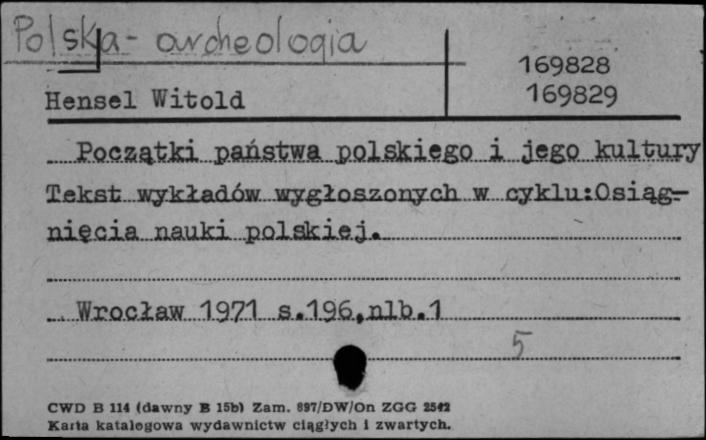 Polska - archeologia
169828
Hensel Witold
169829
Początki państwa polskiego i jego kultury
Tekst wykładów wygłoszonych w cyklu:Osiąg-
nięcia nauki polskiej.
Wrocław 1971 s.196,nlb.1
5
CWD B 114 (dawny B 15b) Zam. 897/DW/On ZGG 2542
Karta katalogowa wydawnictw ciągłych i zwartych.